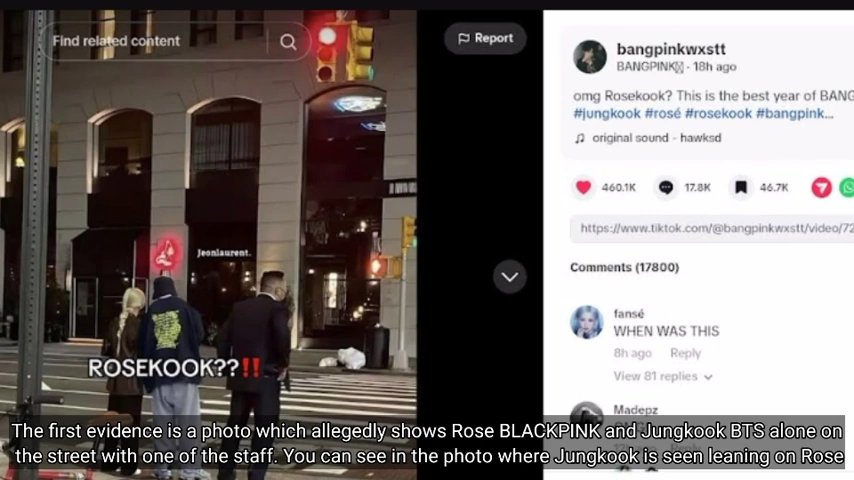 Find related content
Report
bangpinkwxstt
BANGPINK · 18h ago
omg Rosekook? This is the best year of BANG
#jungkook #rosé #rosekook #bangpink...
original sound - hawksd
460.1K
17.8K
46.7K
https://www.tiktok.com/@bangpinkwxstt/video/72
Comments (17800)
fansé
WHEN WAS THIS
8h ago Reply
View 81 replies
Madepz
Jeonlaurent.
ROSEKOOK??‼️
The first evidence is a photo which allegedly shows Rose BLACKPINK and Jungkook BTS alone on
the street with one of the staff. You can see in the photo where Jungkook is seen leaning on Rose